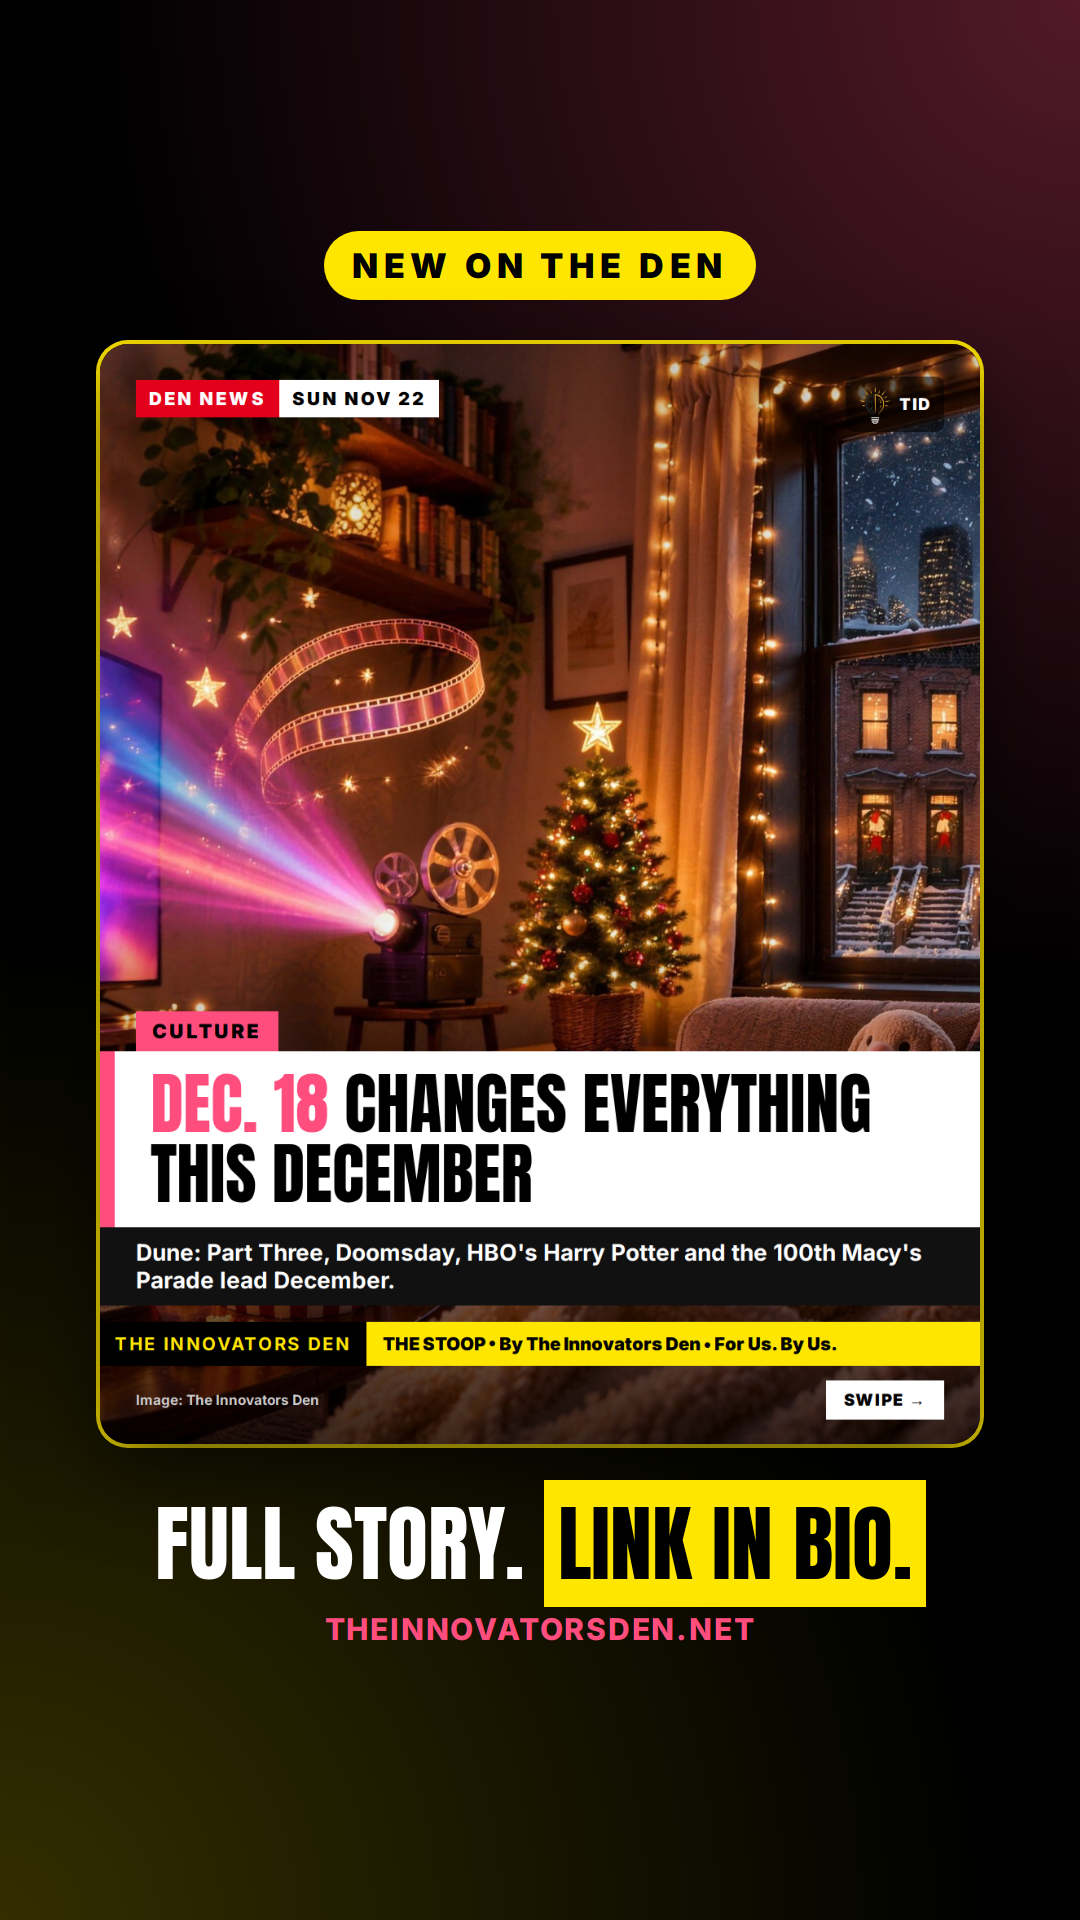 NEW ON THE DEN
DEN NEWS SUN NOV 22
TID
CULTURE
DEC. 18 CHANGES EVERYTHING
THIS DECEMBER
Dune: Part Three, Doomsday, HBO's Harry Potter and the 100th Macy's
Parade lead December.
THE INNOVATORS DEN THE STOOP • By The Innovators Den • For Us. By Us.
Image: The Innovators Den
SWIPE →
FULL STORY. LINK IN BIO.
THEINNOVATORSDEN.NET